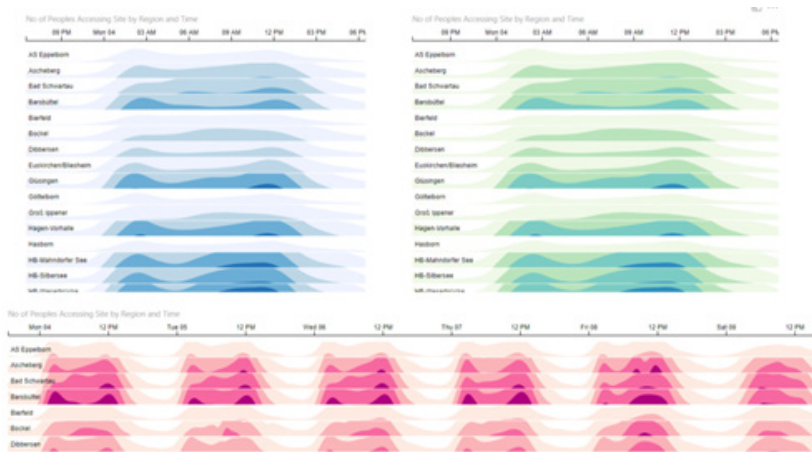 No of Peoples Accessing Site by Region and Time
09 PM Mon 04 03 AM 06 AM 09 AM 12 PM 03 PM 06 PM
AS Eppelborn
Ascheberg
Bad Schwartau
Barsbüttel
Bierfeld
Bockel
Dibbersen
Euskirchen/Bliesheim
Glüsingen
Göttelborn
Groß Ippener
Hagen-Vorhalle
Hasborn
HB-Mahndorfer See
HB-Silbersee
No of Peoples Accessing Site by Region and Time
09 PM Mon 04 03 AM 06 AM 09 AM 12 PM 03 PM 06 PM
AS Eppelborn
Ascheberg
Bad Schwartau
Barsbüttel
Bierfeld
Bockel
Dibbersen
Euskirchen/Bliesheim
Glüsingen
Göttelborn
Groß Ippener
Hagen-Vorhalle
Hasborn
HB-Mahndorfer See
HB-Silbersee
No of Peoples Accessing Site by Region and Time
Mon 04 12 PM Tue 05 12 PM Wed 06 12 PM Thu 07 12 PM Fri 08 12 PM Sat 09 12 PM
AS Eppelborn
Ascheberg
Bad Schwartau
Barsbüttel
Bierfeld
Bockel
Dibbersen